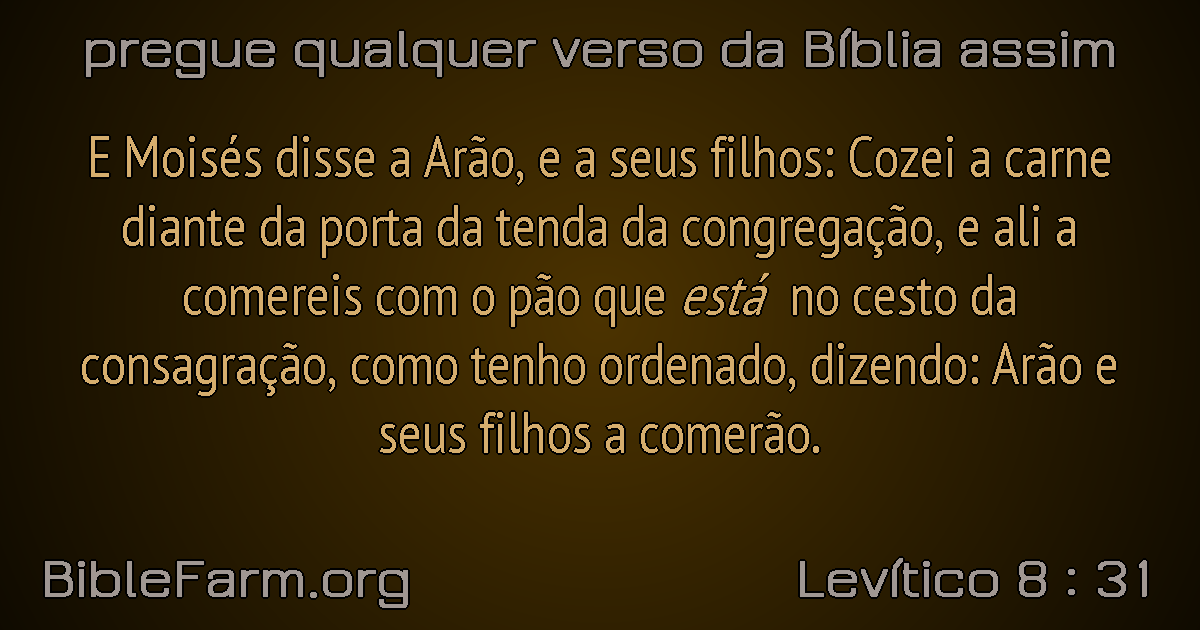 pregue qualquer verso da Bíblia assim
E Moisés disse a Arão, e a seus filhos: Cozei a carne
diante da porta da tenda da congregação, e ali a
comereis com o pão que está no cesto da
consagração, como tenho ordenado, dizendo: Arão e
seus filhos a comerão.
BibleFarm.org
Levítico 8 : 31